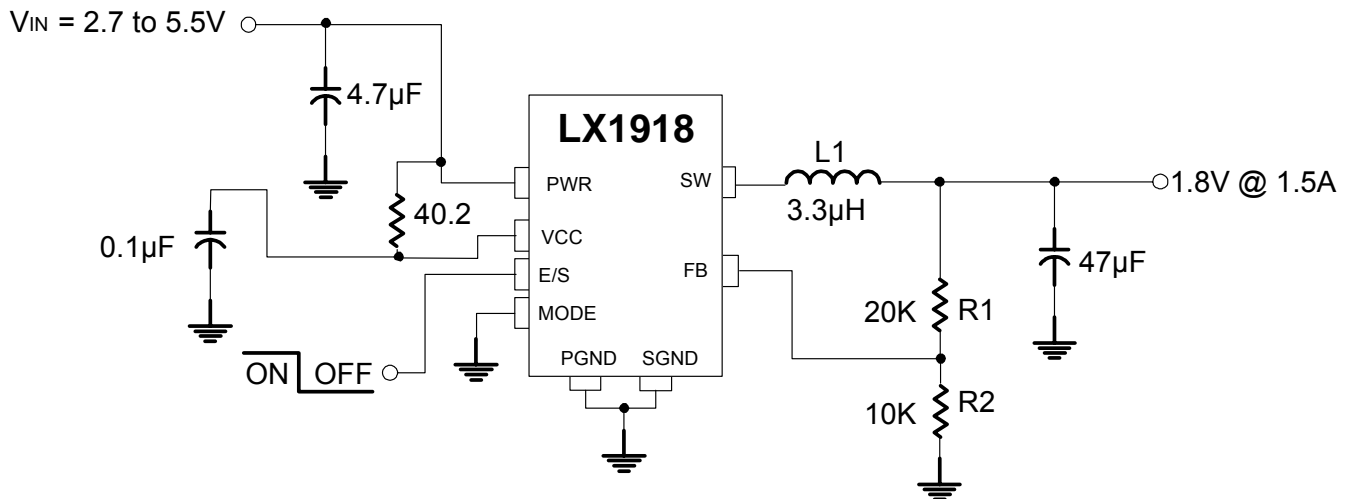 VIN = 2.7 to 5.5V
4.7µF
LX1918
L1
PWR
SW
1.8V @ 1.5A
3.3µH
40.2
VCC
0.1µF
FB
47µF
E/S
20K
R1
MODE
PGND
SGND
ON
OFF
10K
R2